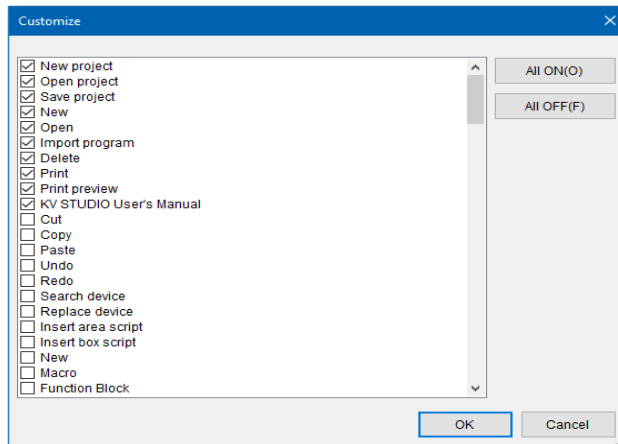 Customize
New project
Open project
Save project
New
Open
Import program
Delete
Print
Print preview
KV STUDIO User's Manual
Cut
Copy
Paste
Undo
Redo
Search device
Replace device
Insert area script
Insert box script
New
Macro
Function Block
All ON(O)
All OFF(F)
OK
Cancel